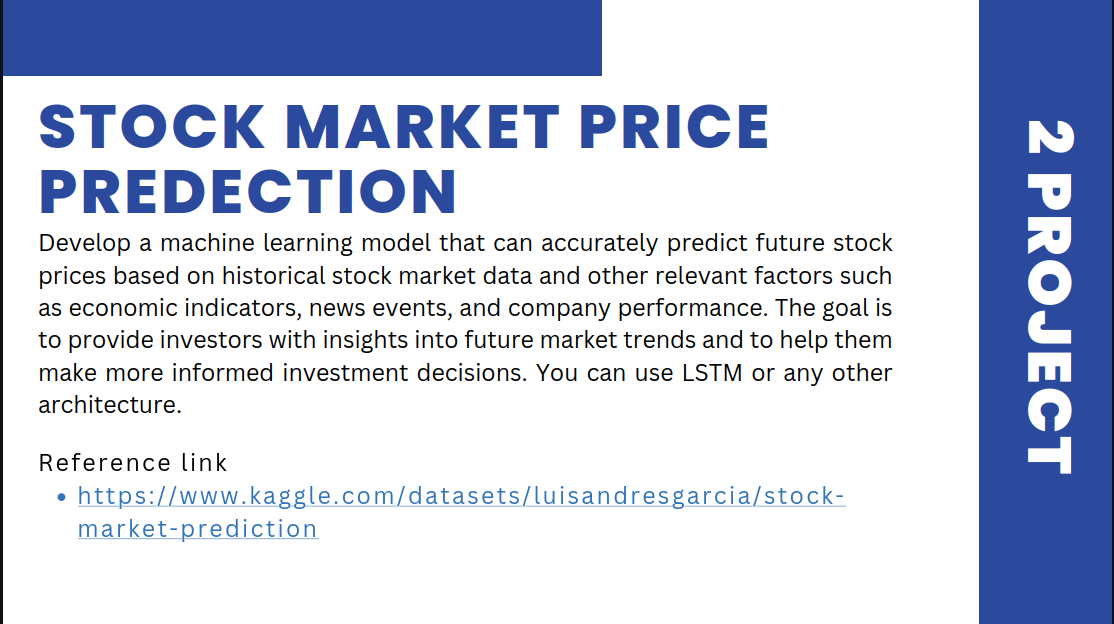 STOCK MARKET PRICE
PREDECTION
Develop a machine learning model that can accurately predict future stock
prices based on historical stock market data and other relevant factors such
as economic indicators, news events, and company performance. The goal is
to provide investors with insights into future market trends and to help them
make more informed investment decisions. You can use LSTM or any other
architecture.
Reference link
• https://www.kaggle.com/datasets/luisandresgarcia/stock-
market-prediction
2 PROJECT